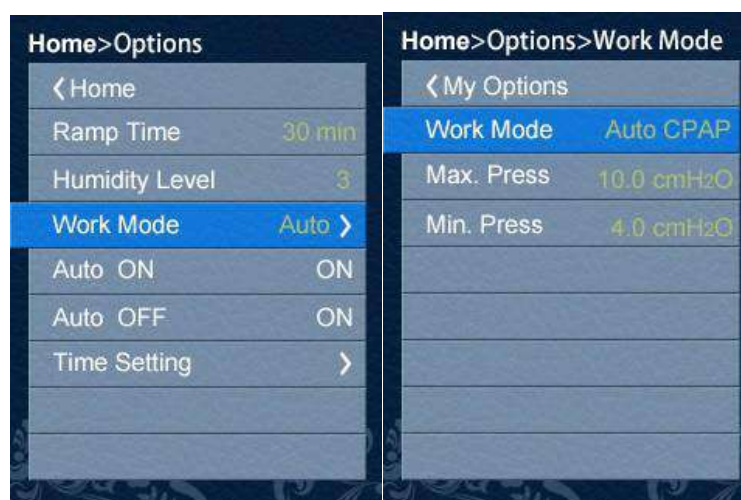 Home>Options
❮Home
Ramp Time 30 min
Humidity Level 3
Work Mode Auto ❯
Auto ON ON
Auto OFF ON
Time Setting ❯
Home>Options>Work Mode
❮My Options
Work Mode Auto CPAP
Max. Press 10.0 cmH2O
Min. Press 4.0 cmH2O